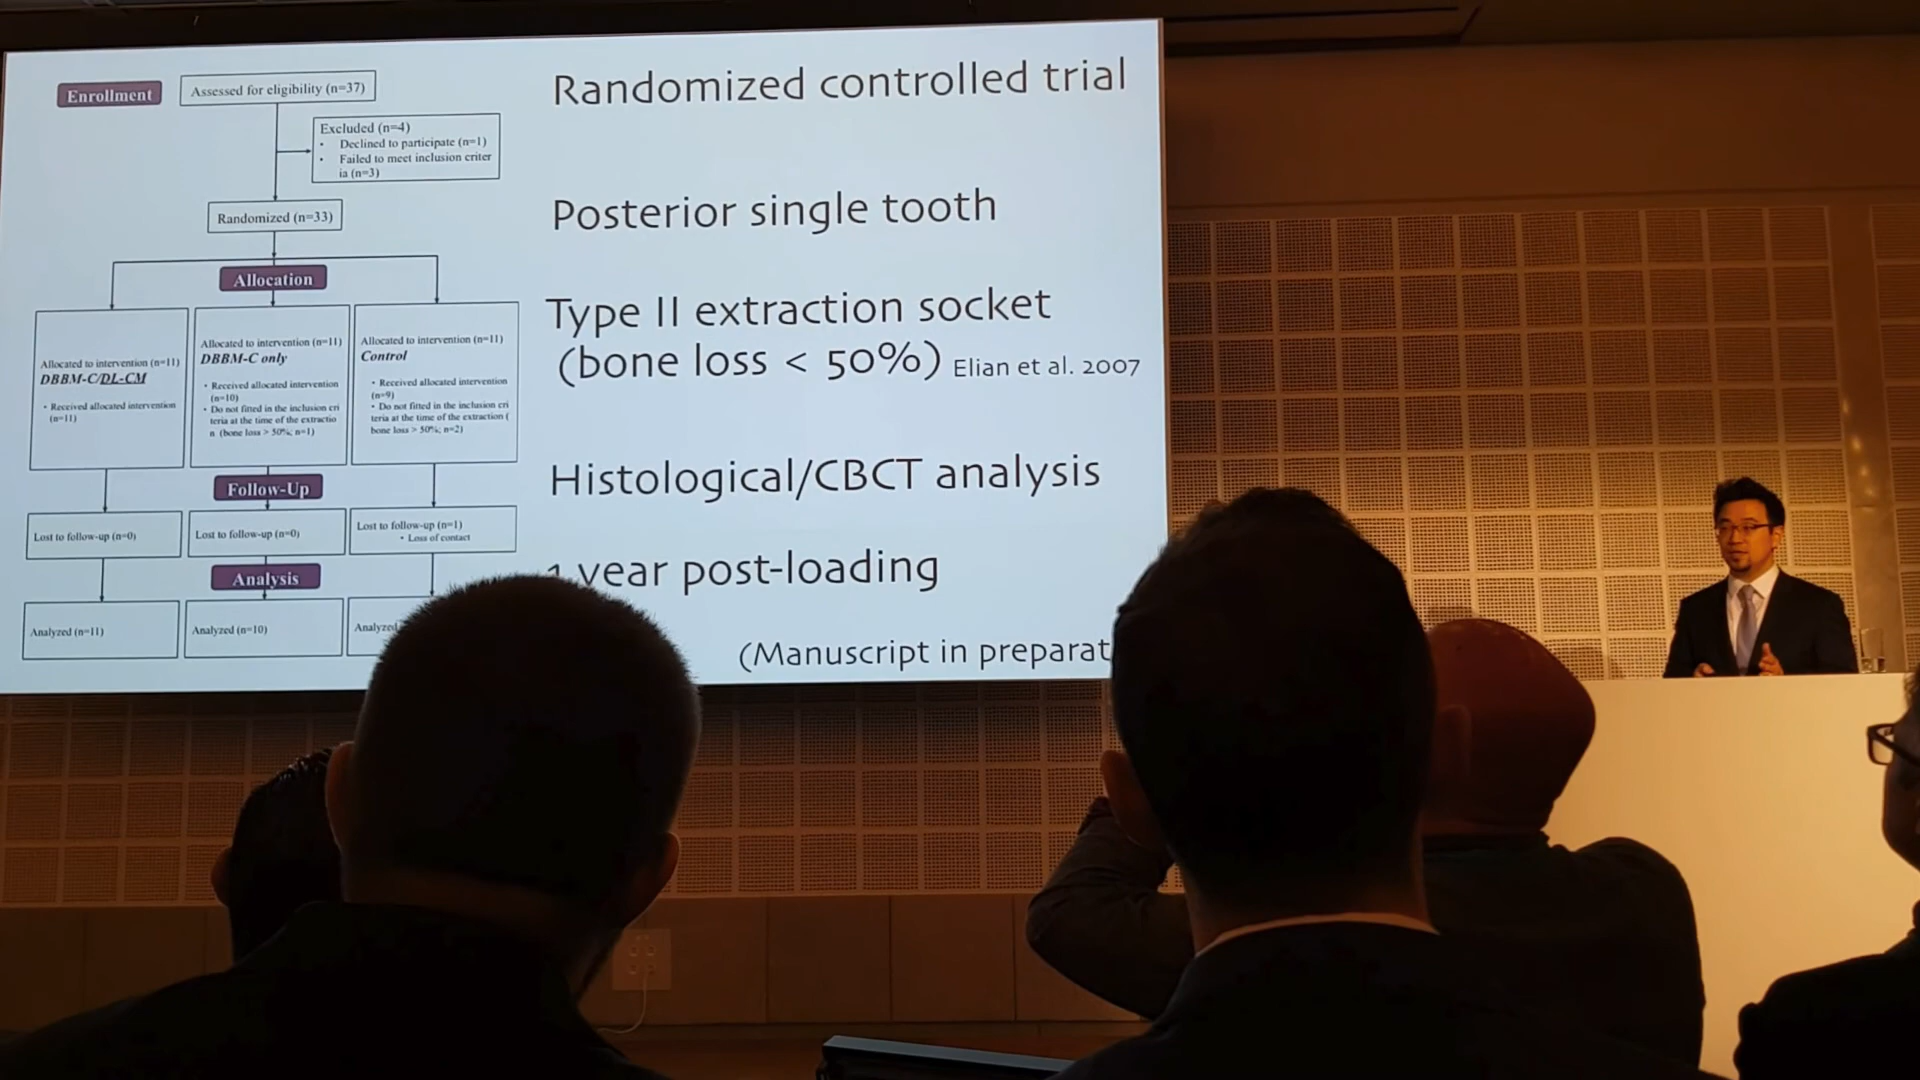 Enrollment
Assessed for eligibility (n=37)
Excluded (n=4)
• Declined to participate (n=1)
• Failed to meet inclusion criter
ia (n=3)
Randomized (n=33)
Allocation
Allocated to intervention (n=11)
DBBM-C/DL-CM
• Received allocated intervention
(n=11)
Allocated to intervention (n=11)
DBBM-C only
• Received allocated intervention
(n=10)
• Do not fitted in the inclusion cri
teria at the time of the extractio
n (bone loss > 50%; n=1)
Allocated to intervention (n=11)
Control
• Received allocated intervention
(n=9)
• Do not fitted in the inclusion cri
teria at the time of the extraction (
bone loss > 50%; n=2)
Follow-Up
Lost to follow-up (n=0)
Lost to follow-up (n=0)
Lost to follow-up (n=1)
• Loss of contact
Analysis
Analyzed (n=11)
Analyzed (n=10)
Analyzed
Randomized controlled trial
Posterior single tooth
Type II extraction socket
(bone loss < 50%) Elian et al. 2007
Histological/CBCT analysis
1 year post-loading
(Manuscript in preparat